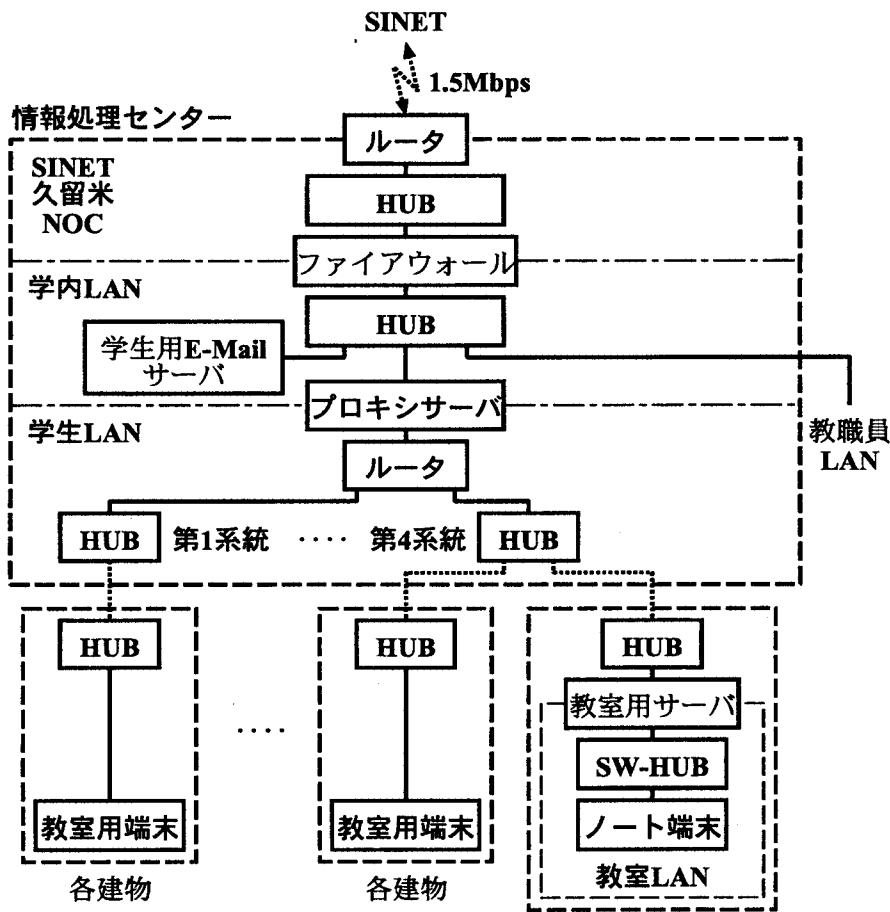 SINET
1.5Mbps
情報処理センター
ルータ
SINET
久留米
NOC
HUB
ファイアウォール
学内LAN
HUB
学生用E-Mail
サーバ
プロキシサーバ
学生LAN
教職員
LAN
ルータ
HUB 第1系統 ‥‥ 第4系統 HUB
HUB
HUB
HUB
教室用サーバ
‥‥
SW-HUB
教室用端末
教室用端末
ノート端末
教室LAN
各建物
各建物